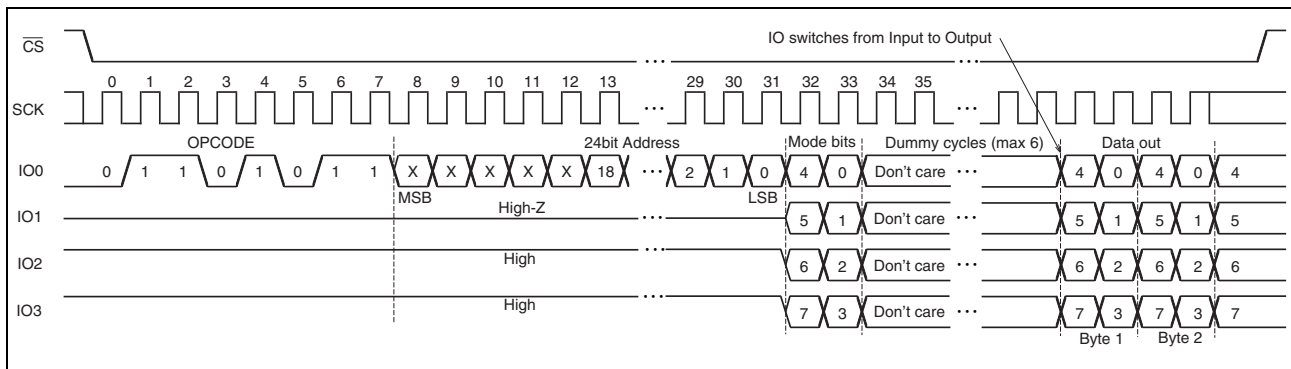 CS
IO switches from Input to Output
0 1 2 3 4 5 6 7 8 9 10 11 12 13 29 30 31 32 33 34 35
SCK
OPCODE 24bit Address Mode bits Dummy cycles (max 6) Data out
IO0 0 1 1 0 1 0 1 1 X X X X X 18 2 1 0 4 0 Don't care 4 0 4 0 4
MSB LSB
IO1 High-Z 5 1 Don't care 5 1 5 1 5
IO2 High 6 2 Don't care 6 2 6 2 6
IO3 High 7 3 Don't care 7 3 7 3 7
Byte 1 Byte 2